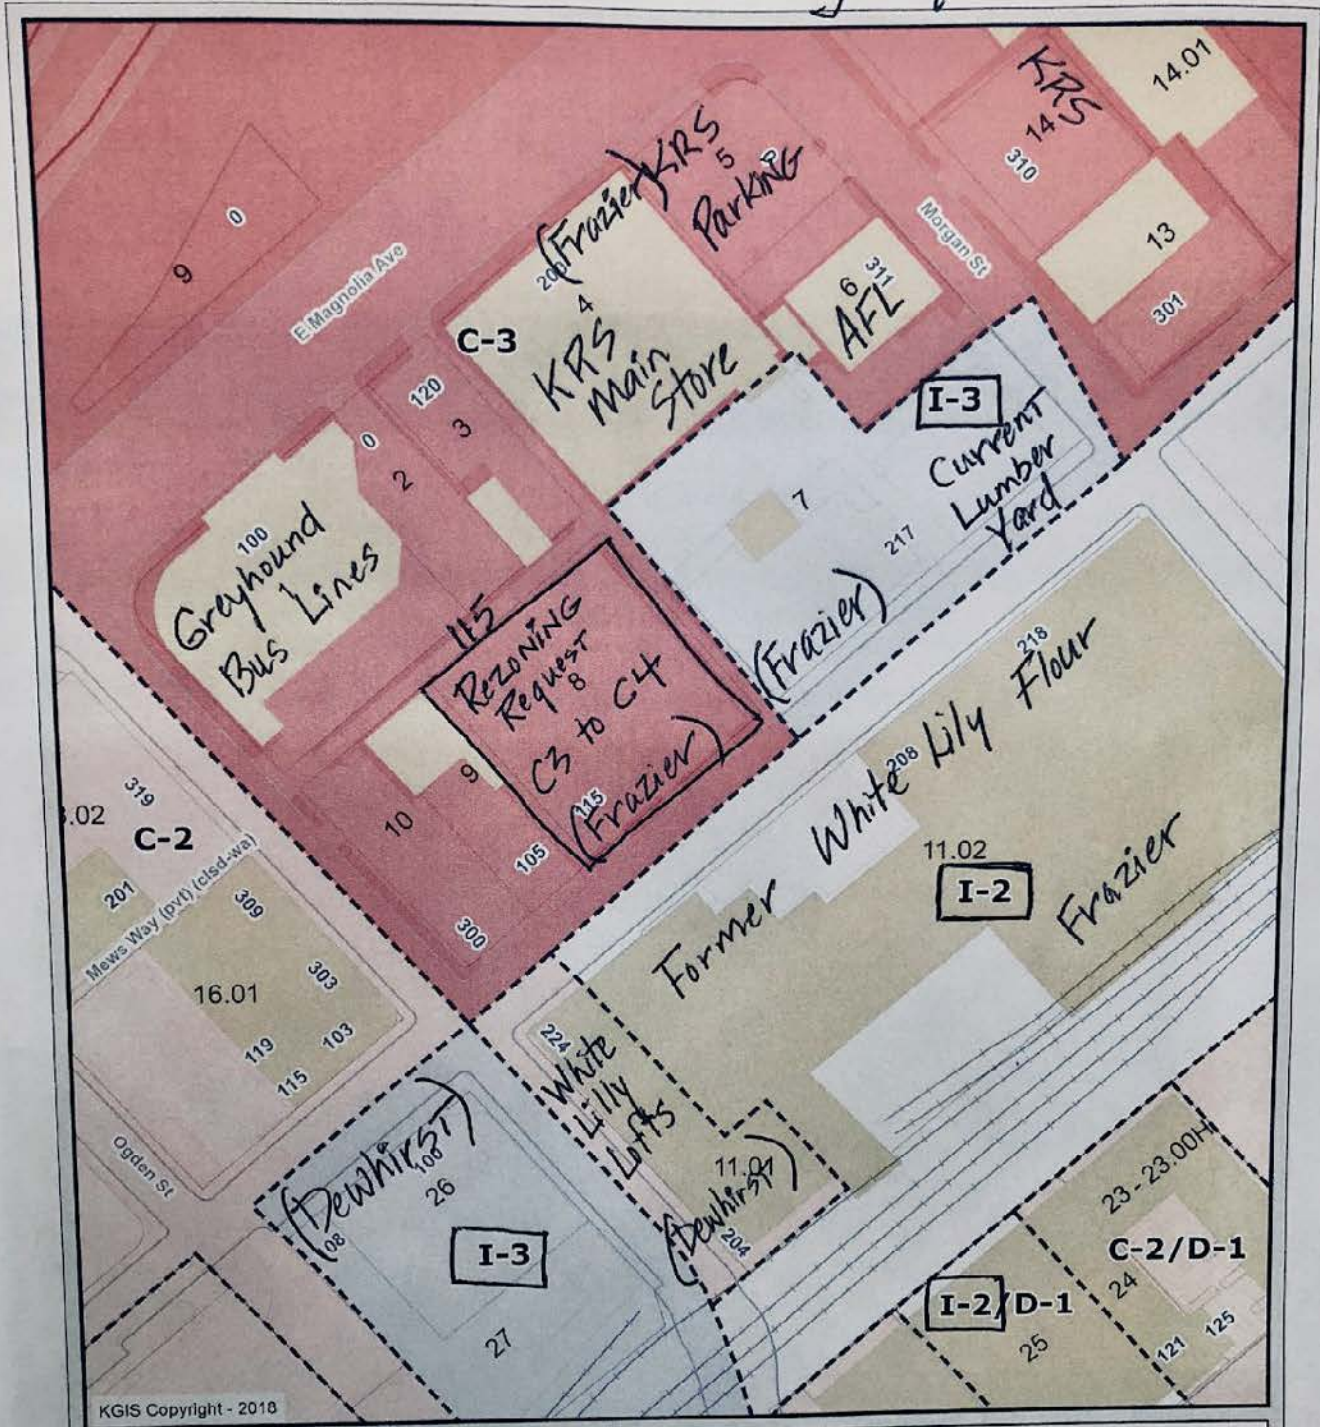 14.01
KRS
14
310
13
301
Morgan St
0
9
E Magnolia Ave
(Frazier)
KRS
5
Parking
6
311
AFL
C-3
4
KRS
Main
Store
120
3
0
2
100
Greyhound
1
Bus Lines
I-3
Current
Lumber
Yard
7
217
(Frazier)
115
Rezoning
Request
8
C3 to C4
115
(Frazier)
9
10
105
300
218
208
Former White Lily Flour
11.02
I-2
Frazier
319
C-2
201
Mews Way (pvt) (clsd-wa)
309
303
16.01
119
103
115
Ogden St
224
White
Lilly
Lofts
11.01
(Dewhirst)
204
(Dewhirst)
26
08
I-3
27
23 - 23.00H
C-2/D-1
24
I-2/D-1
25
121
125
KGIS Copyright - 2018